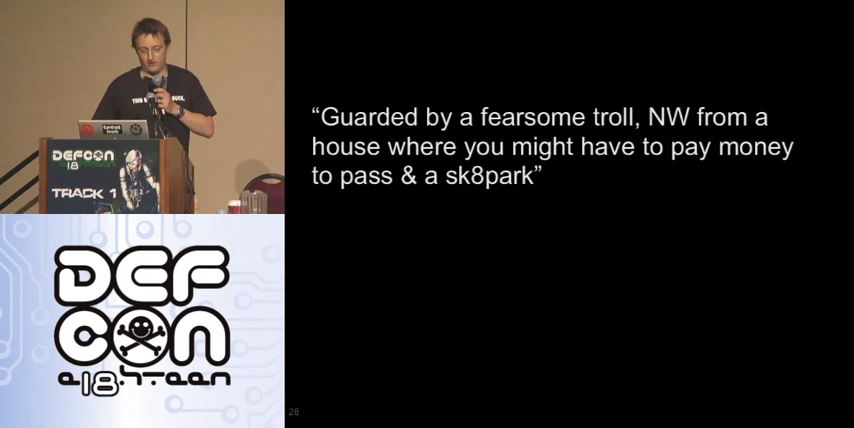 “Guarded by a fearsome troll, NW from a
house where you might have to pay money
to pass & a sk8park”
DEFCON
18
TRACK 1
DEF
CON
e18hteen
28